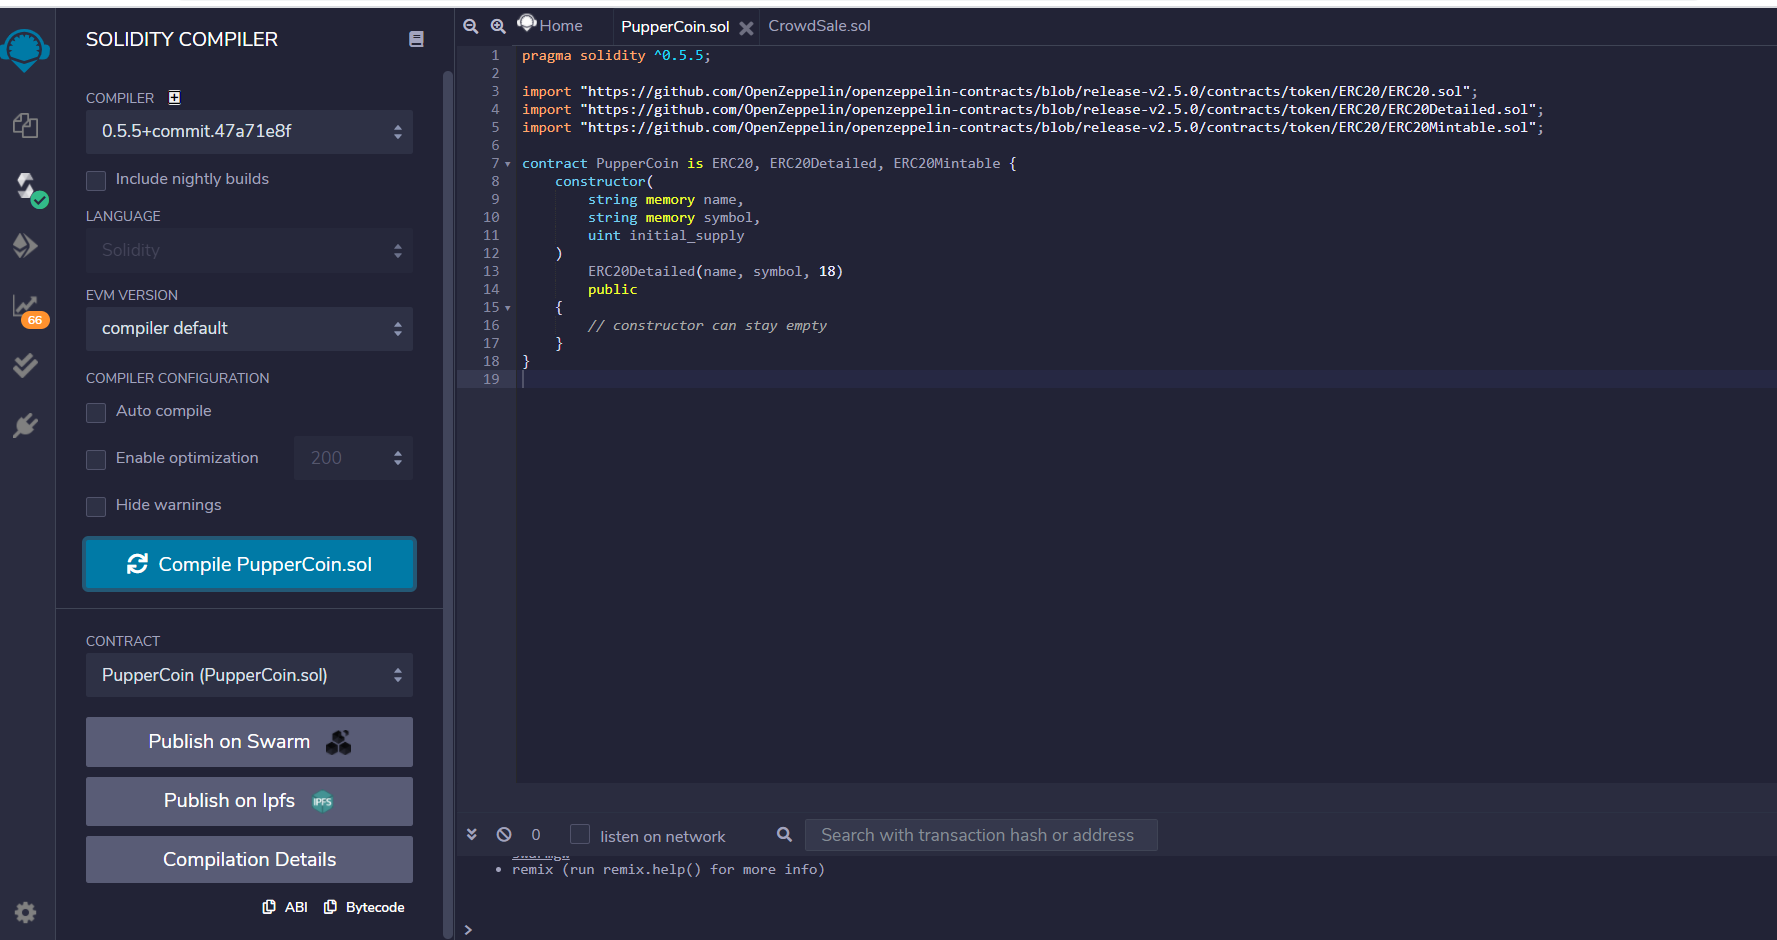 SOLIDITY COMPILER
COMPILER
0.5.5+commit.47a71e8f
Include nightly builds
LANGUAGE
Solidity
EVM VERSION
compiler default
COMPILER CONFIGURATION
Auto compile
Enable optimization 200
Hide warnings
Compile PupperCoin.sol
CONTRACT
PupperCoin (PupperCoin.sol)
Publish on Swarm
Publish on Ipfs IPFS
Compilation Details
ABI Bytecode
66
Home PupperCoin.sol CrowdSale.sol
1 pragma solidity ^0.5.5;
2
3 import "https://github.com/OpenZeppelin/openzeppelin-contracts/blob/release-v2.5.0/contracts/token/ERC20/ERC20.sol";
4 import "https://github.com/OpenZeppelin/openzeppelin-contracts/blob/release-v2.5.0/contracts/token/ERC20/ERC20Detailed.sol";
5 import "https://github.com/OpenZeppelin/openzeppelin-contracts/blob/release-v2.5.0/contracts/token/ERC20/ERC20Mintable.sol";
6
7 contract PupperCoin is ERC20, ERC20Detailed, ERC20Mintable {
8 constructor(
9 string memory name,
10 string memory symbol,
11 uint initial_supply
12 )
13 ERC20Detailed(name, symbol, 18)
14 public
15 {
16 // constructor can stay empty
17 }
18 }
19
0 listen on network Search with transaction hash or address
• remix (run remix.help() for more info)
>